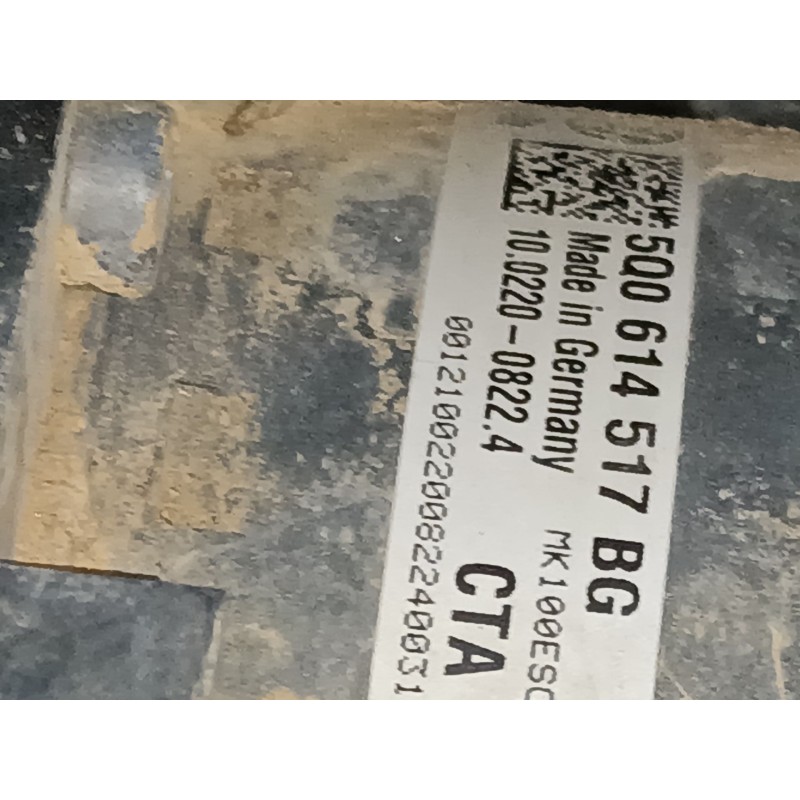 5Q0 614 517 BG
Made in Germany MK100ESC
10.0220-0822.4 CTA
0012100220082240031